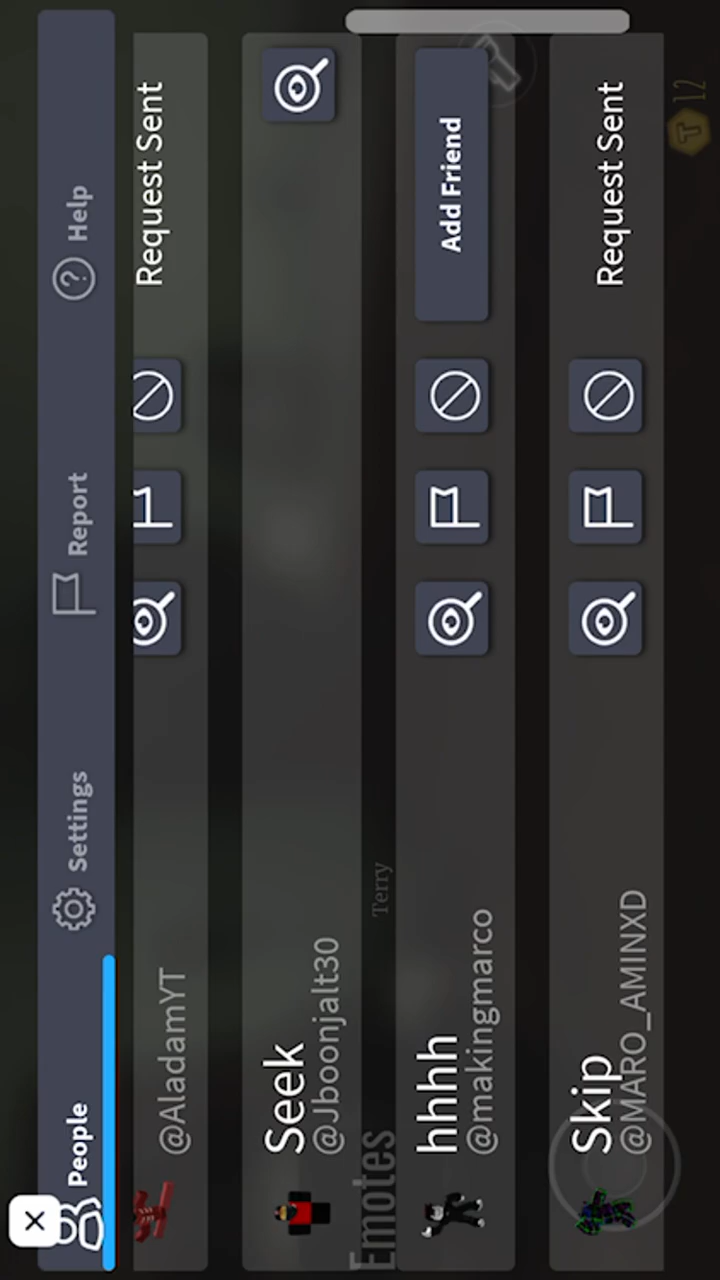 People
Settings
Report
Help
@AladamYT
Request Sent
Seek
@Jboonjalt30
Terry
Emotes
hhhhh
@makingmarco
Add Friend
Skip
@MARO_AMINXD
Request Sent
12